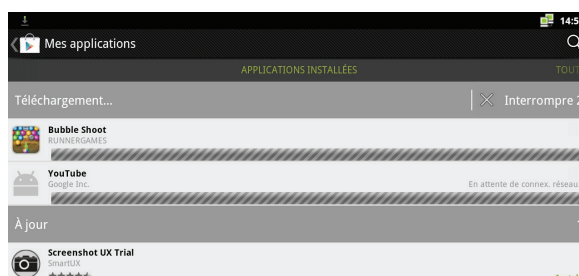 14:5
Mes applications
APPLICATIONS INSTALLÉES
TOUT
Téléchargement...
Interrompre 2
Bubble Shoot
RUNNERGAMES
YouTube
Google Inc.
En attente de connex. réseau
À jour
Screenshot UX Trial
SmartUX